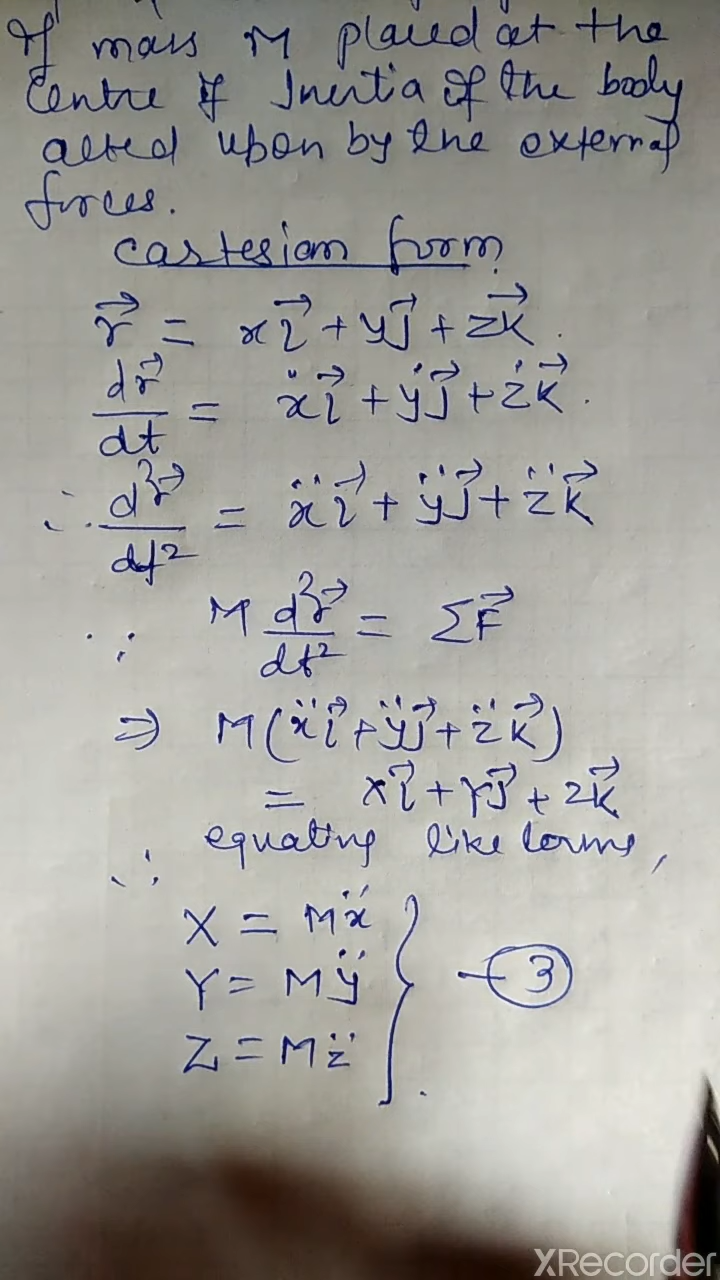 of mass M placed at the
centre of Inertia of the body
acted upon by the external
forces.
Cartesian form
r⃗ = xi⃗ + yj⃗ + zk⃗.
dr⃗/dt = ẋi⃗ + ẏj⃗ + żk⃗.
∴ d²r⃗/dt² = ẍi⃗ + ÿj⃗ + z̈k⃗
∵ M d²r⃗/dt² = ΣF⃗
⇒ M(ẍi⃗ + ÿj⃗ + z̈k⃗)
= Xi⃗ + Yj⃗ + Zk⃗
∴ equating like terms,
X = Mẍ
Y = Mÿ } — 3
Z = Mz̈ .
XRecorder